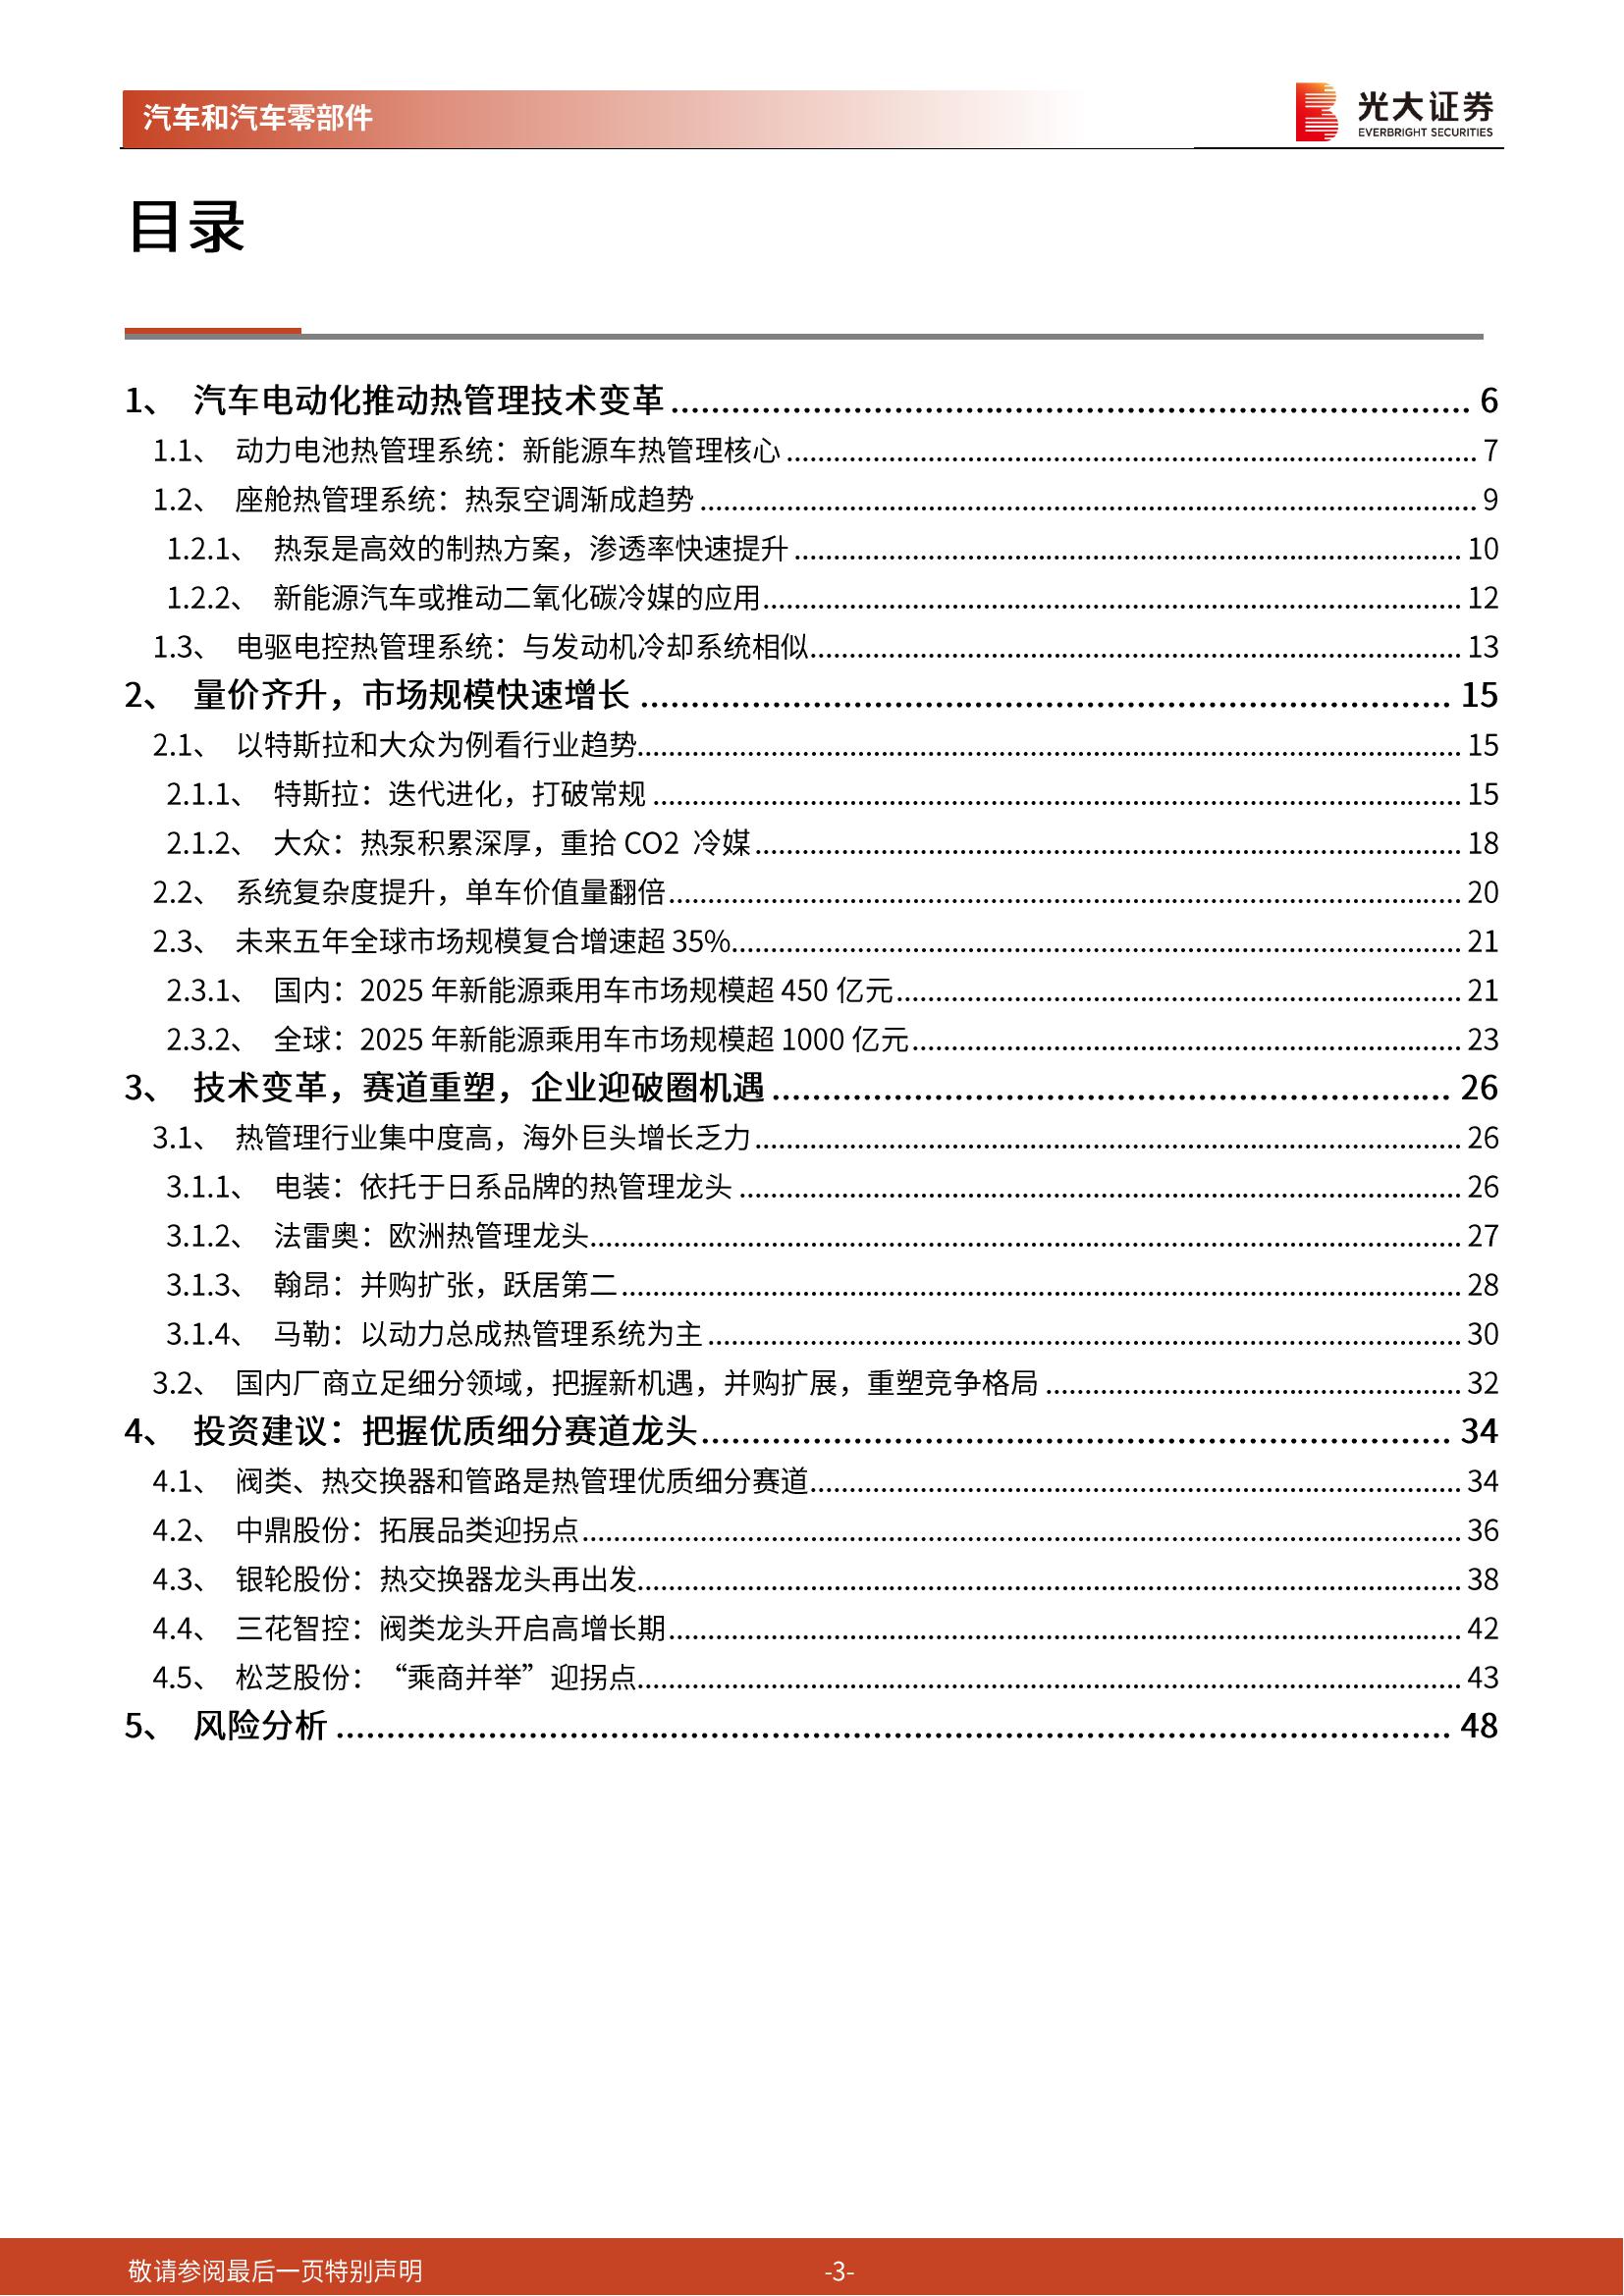 汽车和汽车零部件
光大证券
EVERBRIGHT SECURITIES
目录
1、 汽车电动化推动热管理技术变革 6
1.1、 动力电池热管理系统：新能源车热管理核心 7
1.2、 座舱热管理系统：热泵空调渐成趋势 9
1.2.1、 热泵是高效的制热方案，渗透率快速提升 10
1.2.2、 新能源汽车或推动二氧化碳冷媒的应用 12
1.3、 电驱电控热管理系统：与发动机冷却系统相似 13
2、 量价齐升，市场规模快速增长 15
2.1、 以特斯拉和大众为例看行业趋势 15
2.1.1、 特斯拉：迭代进化，打破常规 15
2.1.2、 大众：热泵积累深厚，重拾 CO2 冷媒 18
2.2、 系统复杂度提升，单车价值量翻倍 20
2.3、 未来五年全球市场规模复合增速超 35% 21
2.3.1、 国内：2025 年新能源乘用车市场规模超 450 亿元 21
2.3.2、 全球：2025 年新能源乘用车市场规模超 1000 亿元 23
3、 技术变革，赛道重塑，企业迎破圈机遇 26
3.1、 热管理行业集中度高，海外巨头增长乏力 26
3.1.1、 电装：依托于日系品牌的热管理龙头 26
3.1.2、 法雷奥：欧洲热管理龙头 27
3.1.3、 翰昂：并购扩张，跃居第二 28
3.1.4、 马勒：以动力总成热管理系统为主 30
3.2、 国内厂商立足细分领域，把握新机遇，并购扩展，重塑竞争格局 32
4、 投资建议：把握优质细分赛道龙头 34
4.1、 阀类、热交换器和管路是热管理优质细分赛道 34
4.2、 中鼎股份：拓展品类迎拐点 36
4.3、 银轮股份：热交换器龙头再出发 38
4.4、 三花智控：阀类龙头开启高增长期 42
4.5、 松芝股份：“乘商并举”迎拐点 43
5、 风险分析 48
敬请参阅最后一页特别声明
-3-